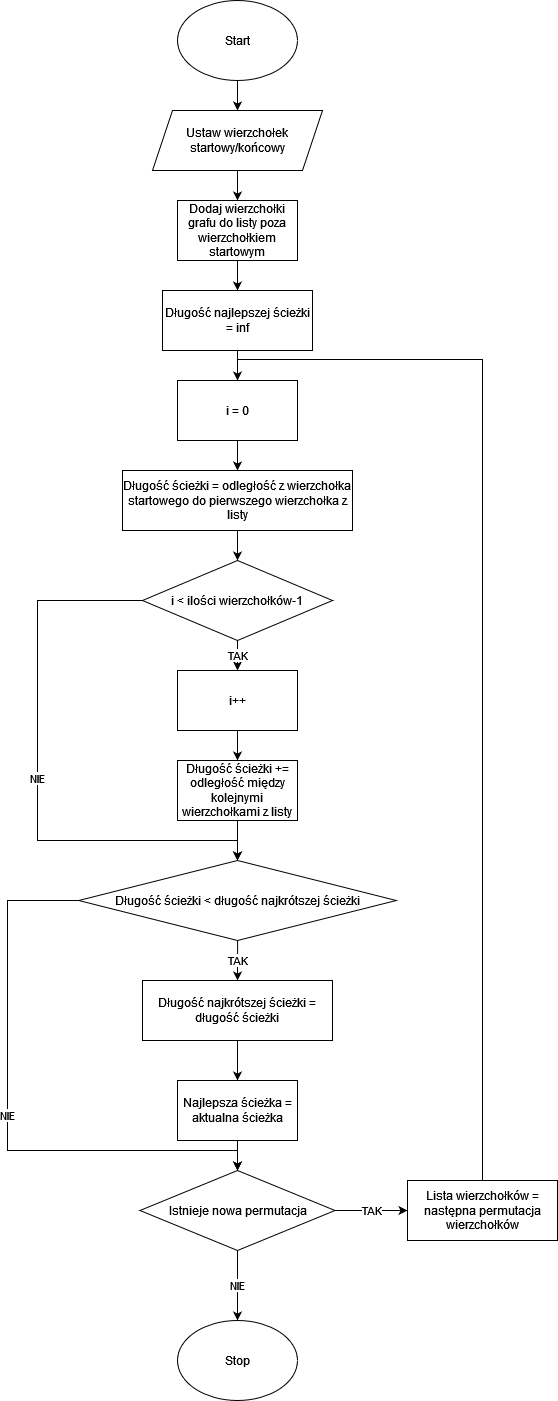 Start
Ustaw wierzchołek
startowy/końcowy
Dodaj wierzchołki
grafu do listy poza
wierzchołkiem
startowym
Długość najlepszej ścieżki
= inf
i = 0
Długość ścieżki = odległość z wierzchołka
startowego do pierwszego wierzchołka z
listy
i < ilości wierzchołków-1
TAK
i++
NIE
Długość ścieżki +=
odległość między
kolejnymi
wierzchołkami z listy
Długość ścieżki < długość najkrótszej ścieżki
TAK
Długość najkrótszej ścieżki =
długość ścieżki
Najlepsza ścieżka =
aktualna ścieżka
NIE
Istnieje nowa permutacja
TAK
Lista wierzchołków =
następna permutacja
wierzchołków
NIE
Stop